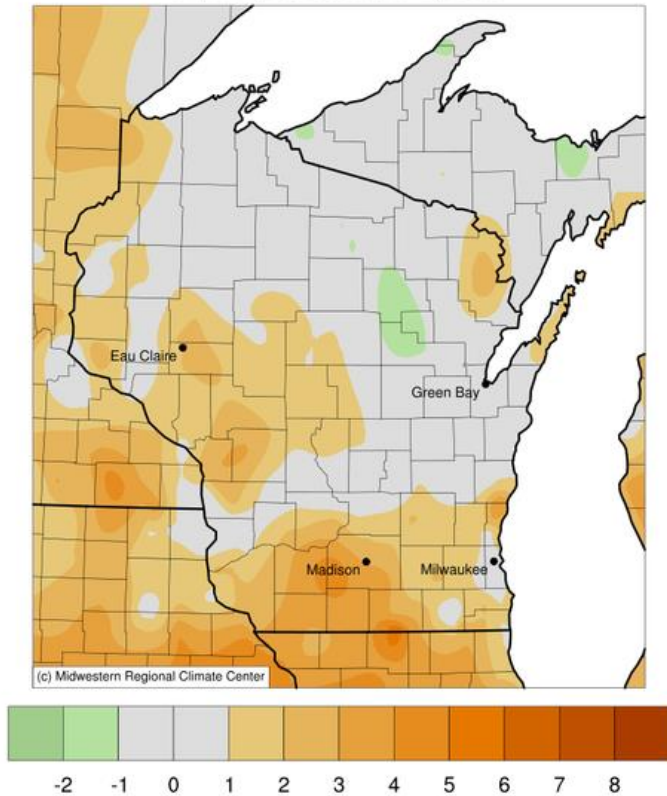 Eau Claire
Green Bay
Madison
Milwaukee
(c) Midwestern Regional Climate Center
-2 -1 0 1 2 3 4 5 6 7 8